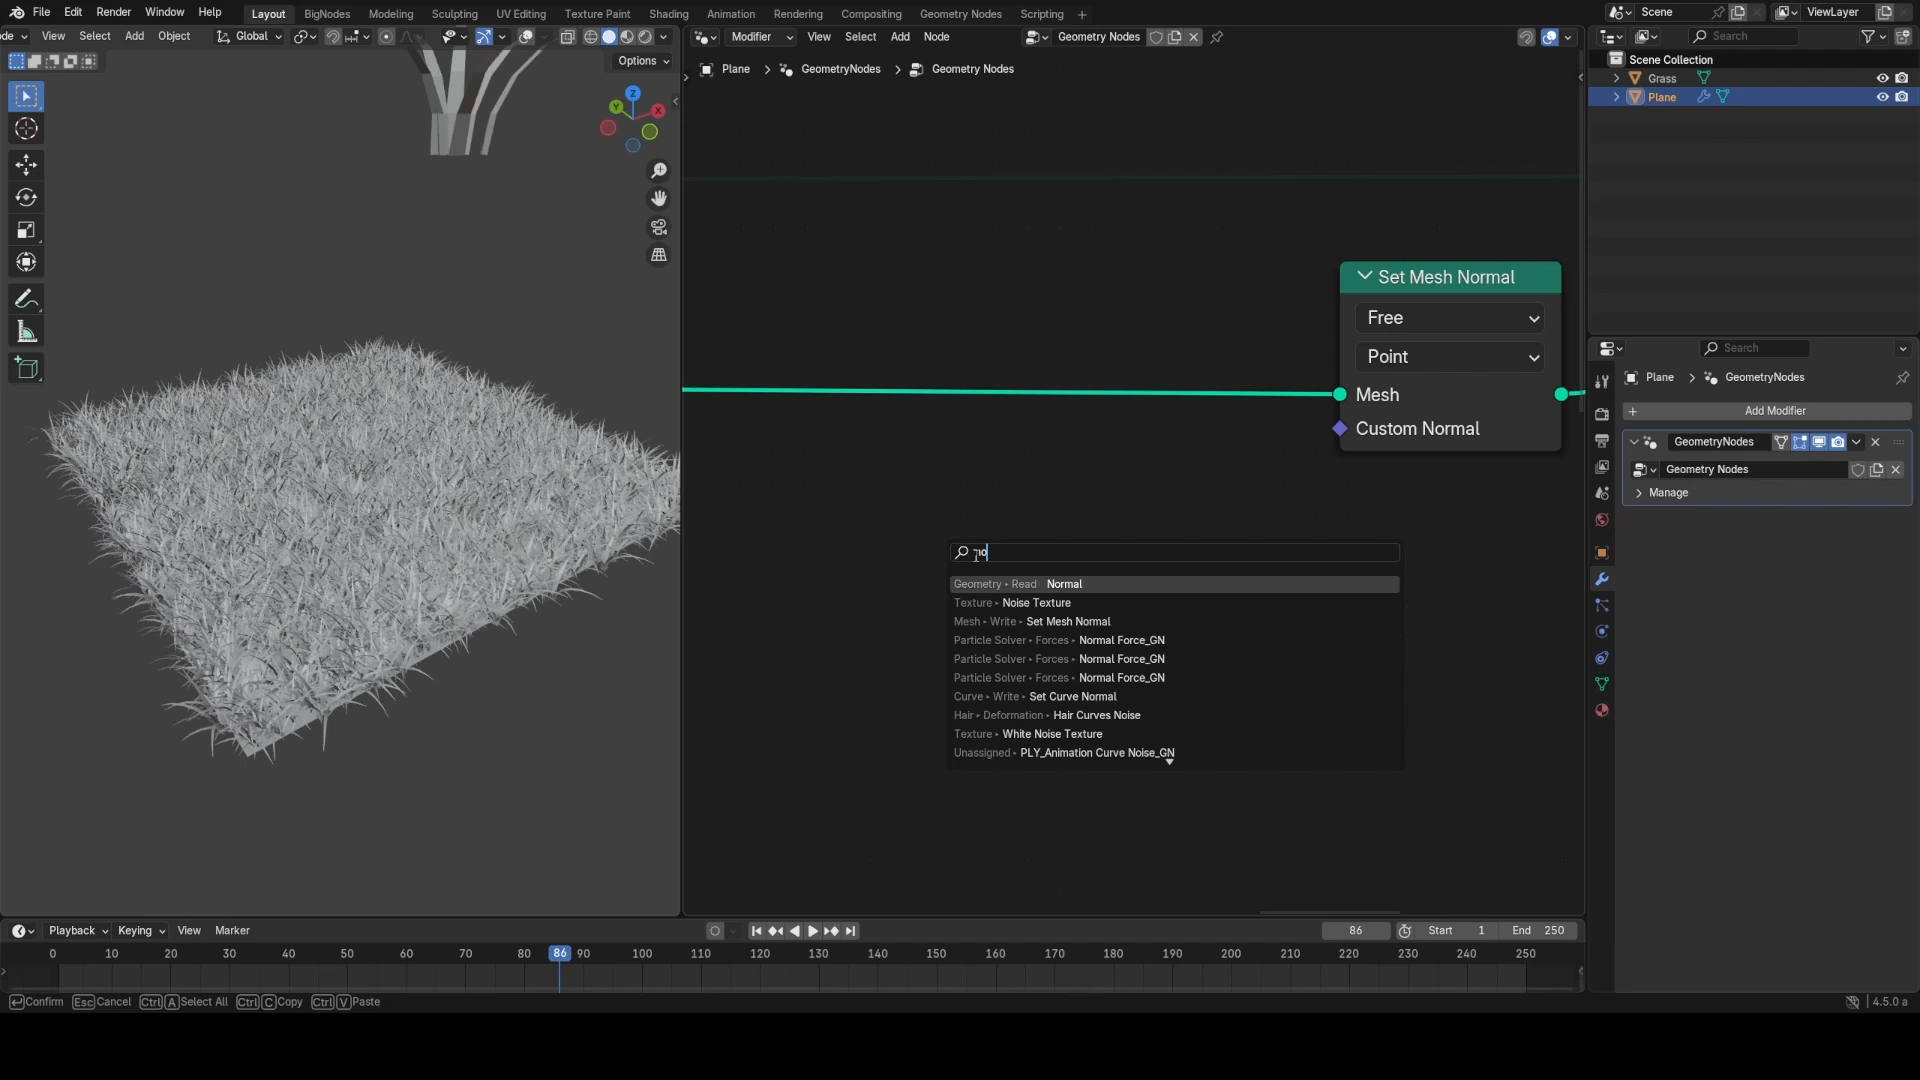 File Edit Render Window Help Layout BigNodes Modeling Sculpting UV Editing Texture Paint Shading Animation Rendering Compositing Geometry Nodes Scripting Scene ViewLayer
de View Select Add Object Global Modifier View Select Add Node Geometry Nodes Search
Options
Plane GeometryNodes Geometry Nodes
Z
Y X
Scene Collection
Grass
Plane
Set Mesh Normal
Free
Point
Mesh
Custom Normal
no
Geometry Read Normal
Texture Noise Texture
Mesh Write Set Mesh Normal
Particle Solver Forces Normal Force_GN
Particle Solver Forces Normal Force_GN
Particle Solver Forces Normal Force_GN
Curve Write Set Curve Normal
Hair Deformation Hair Curves Noise
Texture White Noise Texture
Unassigned PLY_Animation Curve Noise_GN
Search
Plane GeometryNodes
Add Modifier
GeometryNodes
Geometry Nodes
Manage
Playback Keying View Marker 86 Start 1 End 250
0 10 20 30 40 50 60 70 80 86 90 100 110 120 130 140 150 160 170 180 190 200 210 220 230 240 250
Confirm Esc Cancel Ctrl A Select All Ctrl C Copy Ctrl V Paste 4.5.0 a